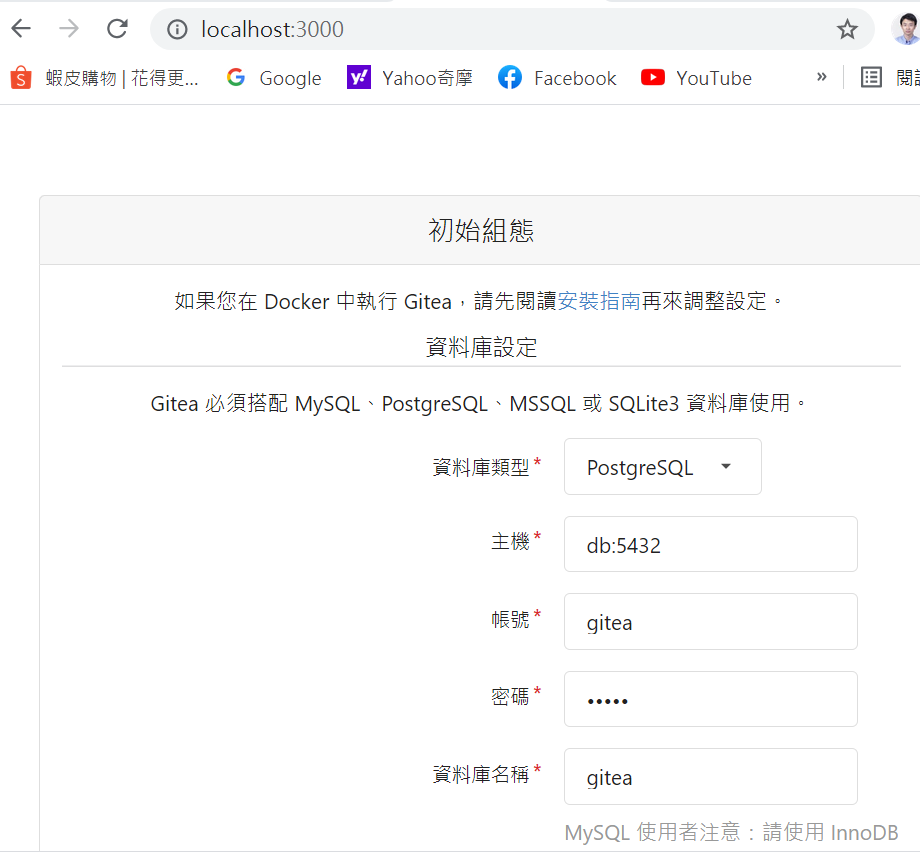 localhost:3000
蝦皮購物 | 花得更... Google Yahoo奇摩 Facebook YouTube »
初始組態
如果您在 Docker 中執行 Gitea，請先閱讀安裝指南再來調整設定。
資料庫設定
Gitea 必須搭配 MySQL、PostgreSQL、MSSQL 或 SQLite3 資料庫使用。
資料庫類型* PostgreSQL
主機* db:5432
帳號* gitea
密碼* •••••
資料庫名稱* gitea
MySQL 使用者注意：請使用 InnoDB